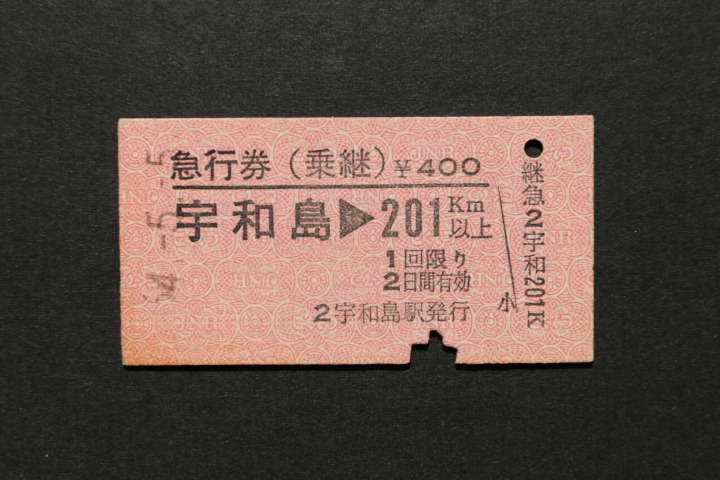 急行券(乗継)¥400
宇和島▶201Km以上
1回限り
2日間有効
2宇和島駅発行
継急2宇和201K
小
-5.-5